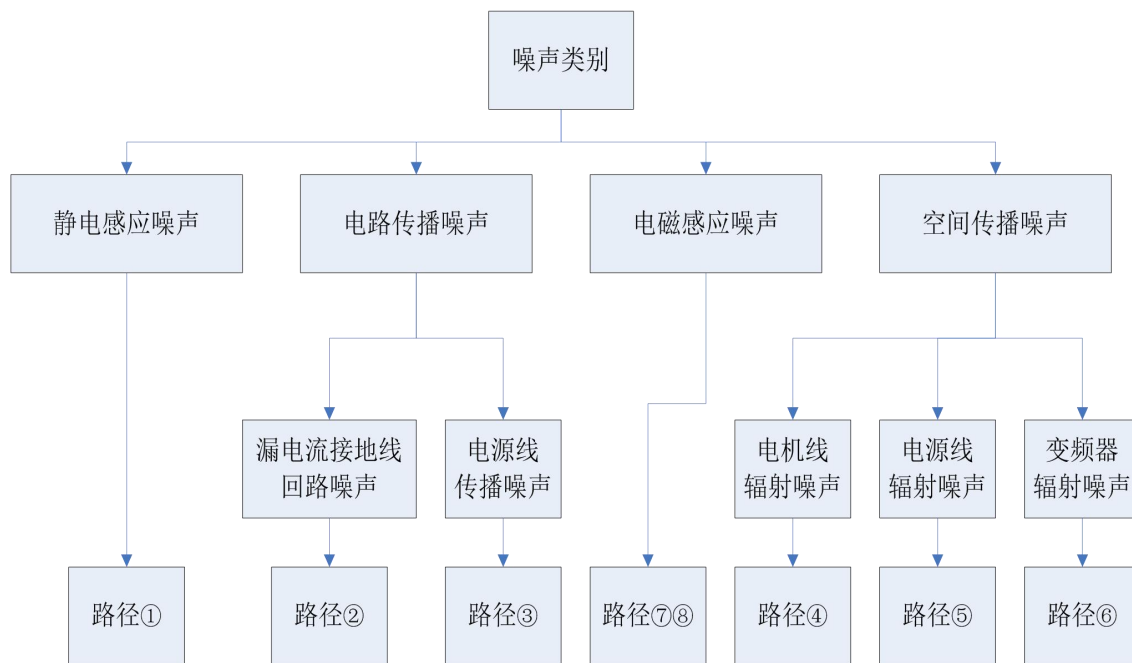 噪声类别
静电感应噪声
电路传播噪声
电磁感应噪声
空间传播噪声
漏电流接地线
回路噪声
电源线
传播噪声
电机线
辐射噪声
电源线
辐射噪声
变频器
辐射噪声
路径①
路径②
路径③
路径⑦⑧
路径④
路径⑤
路径⑥